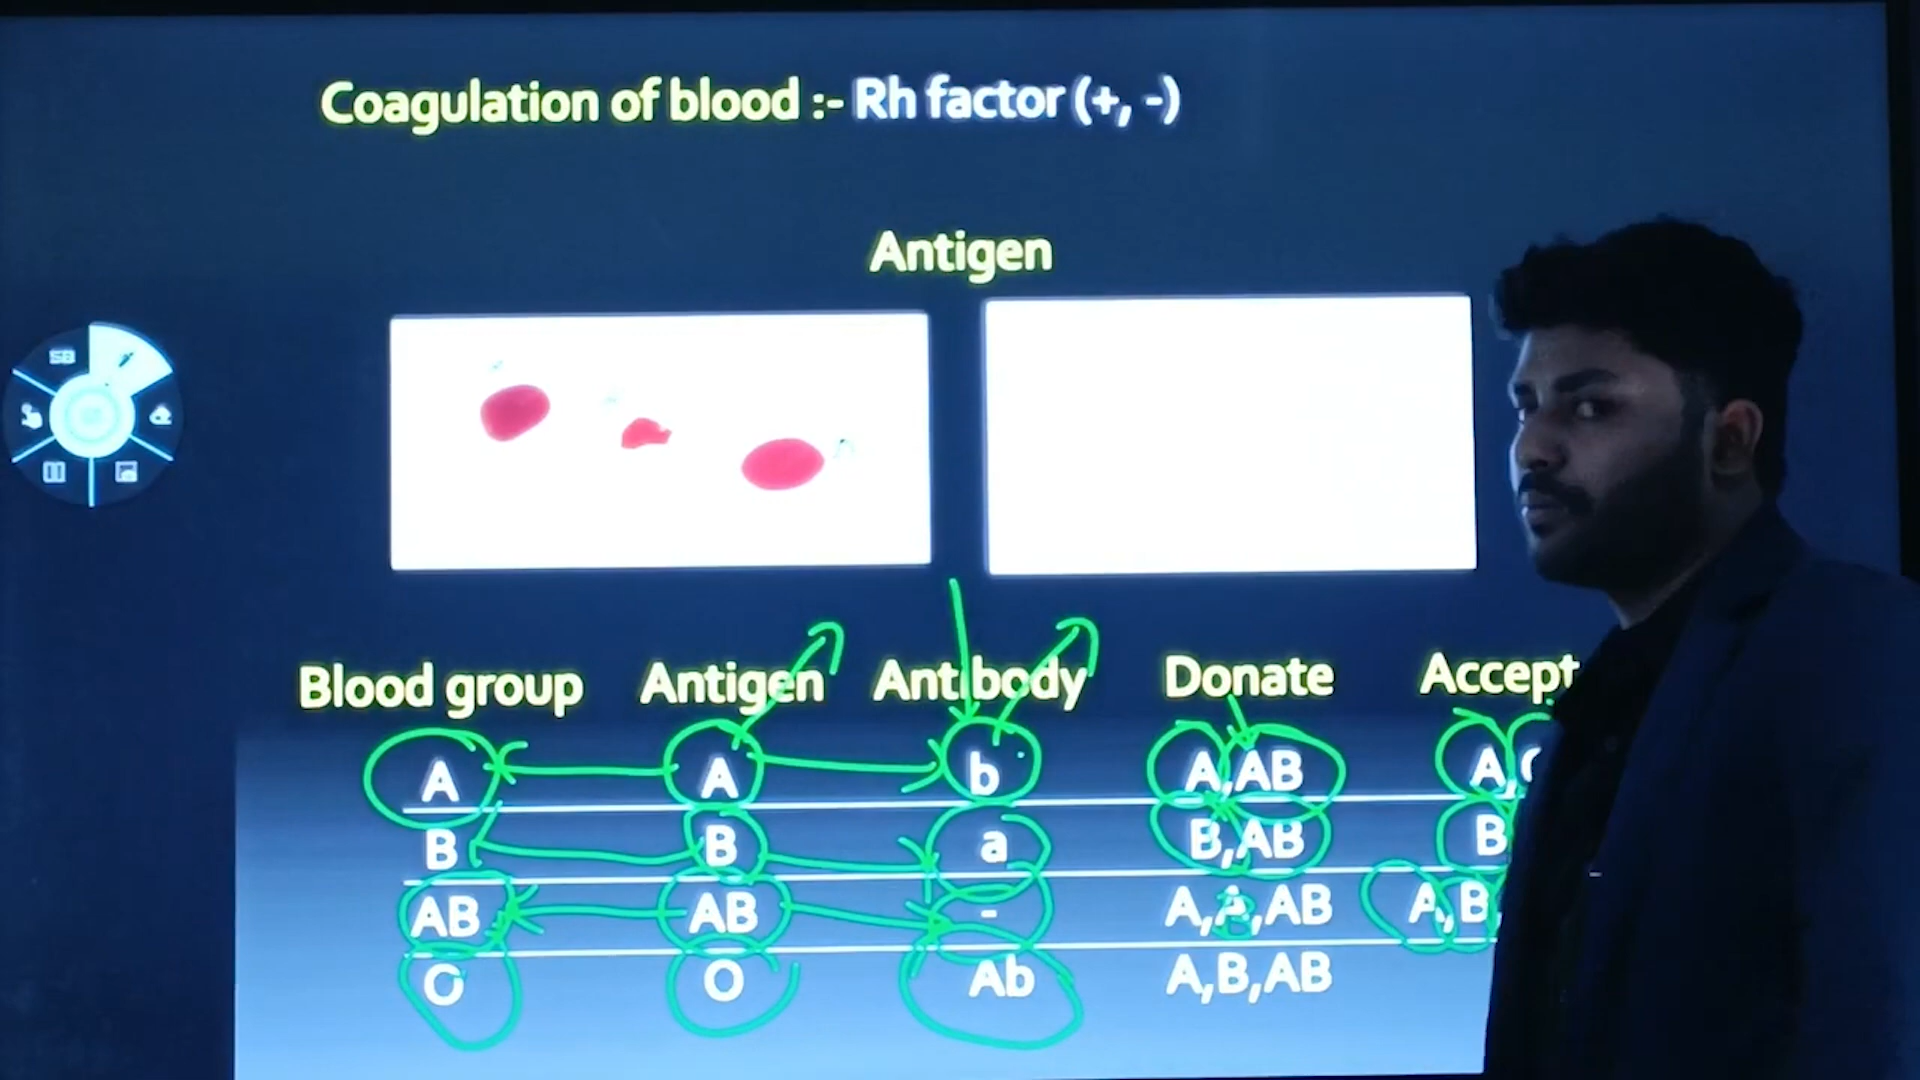 Coagulation of blood :- Rh factor (+, -)
Antigen
SB
Blood group Antigen Antibody Donate Accept
A A b A,AB A,
B B a B,AB B
AB AB - A,A,AB A,B,
O O Ab A,B,AB